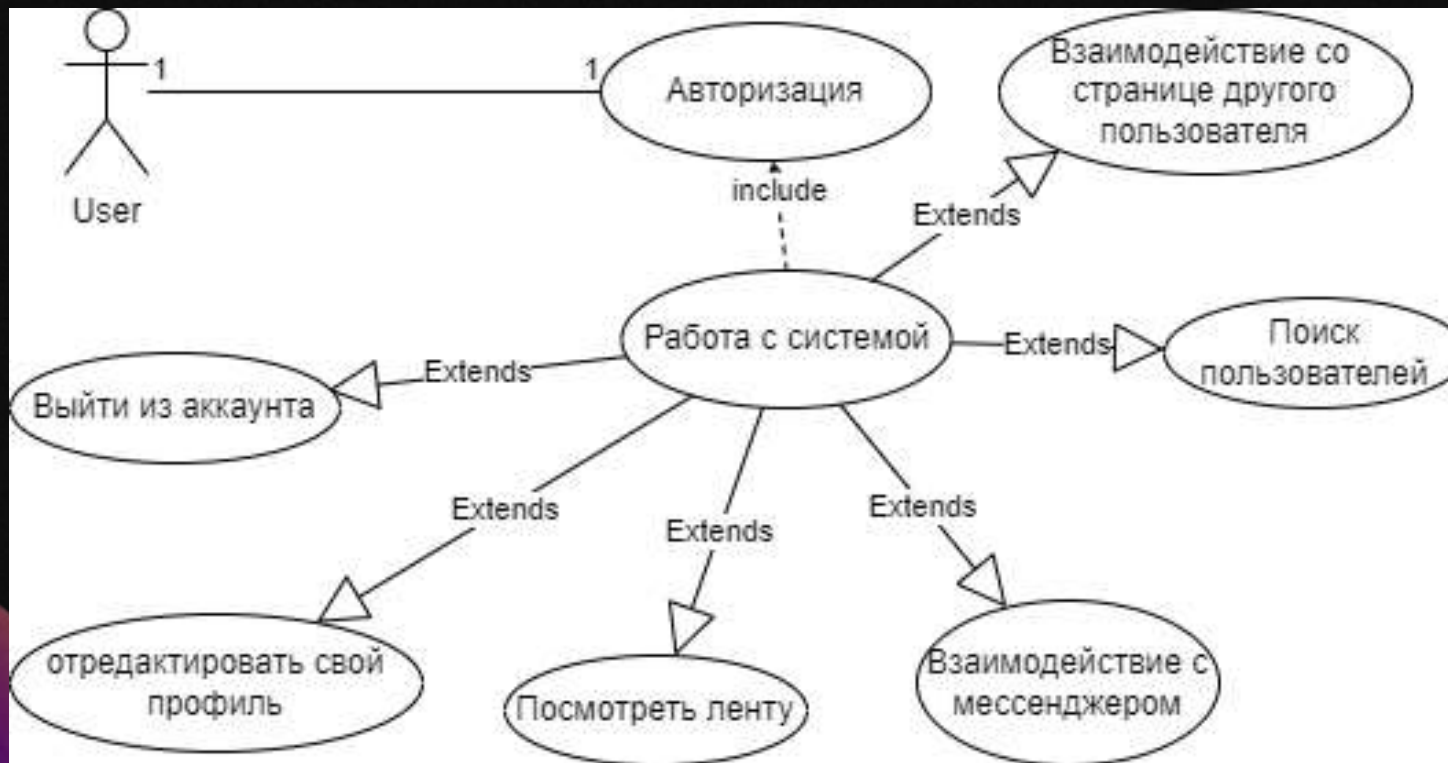 1
1
User
Авторизация
Взаимодействие со
странице другого
пользователя
include
Extends
Работа с системой
Extends
Поиск
пользователей
Extends
Выйти из аккаунта
Extends
Extends
Extends
отредактировать свой
профиль
Посмотреть ленту
Взаимодействие с
мессенджером